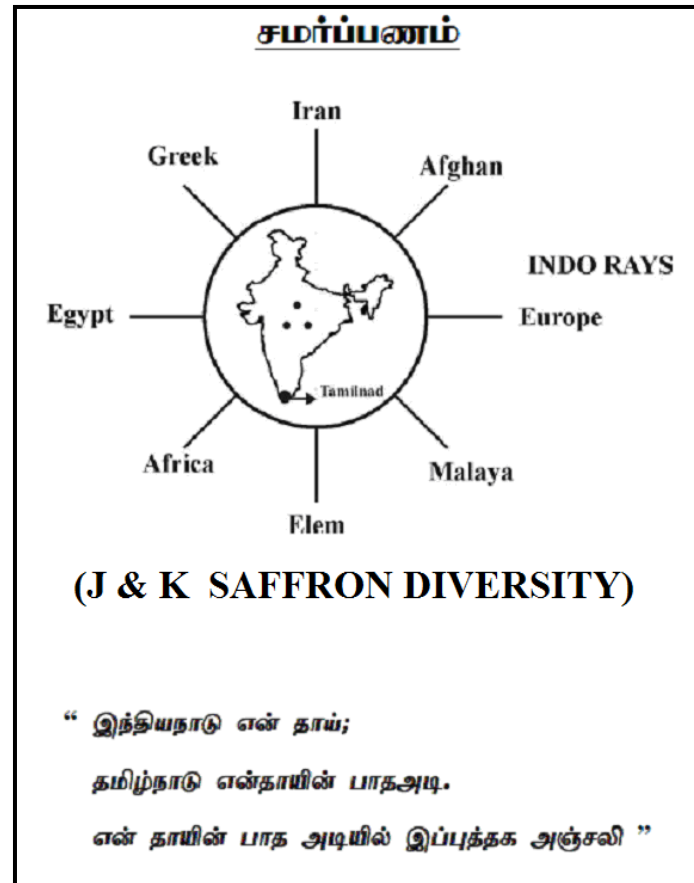 சமர்ப்பணம்
Iran
Greek
Afghan
INDO RAYS
Egypt
Europe
Tamilnad
Africa
Malaya
Elem
(J & K SAFFRON DIVERSITY)
“ இந்தியநாடு என் தாய்;
தமிழ்நாடு என்தாயின் பாதஅடி.
என் தாயின் பாத அடியில் இப்புத்தக அஞ்சலி ”